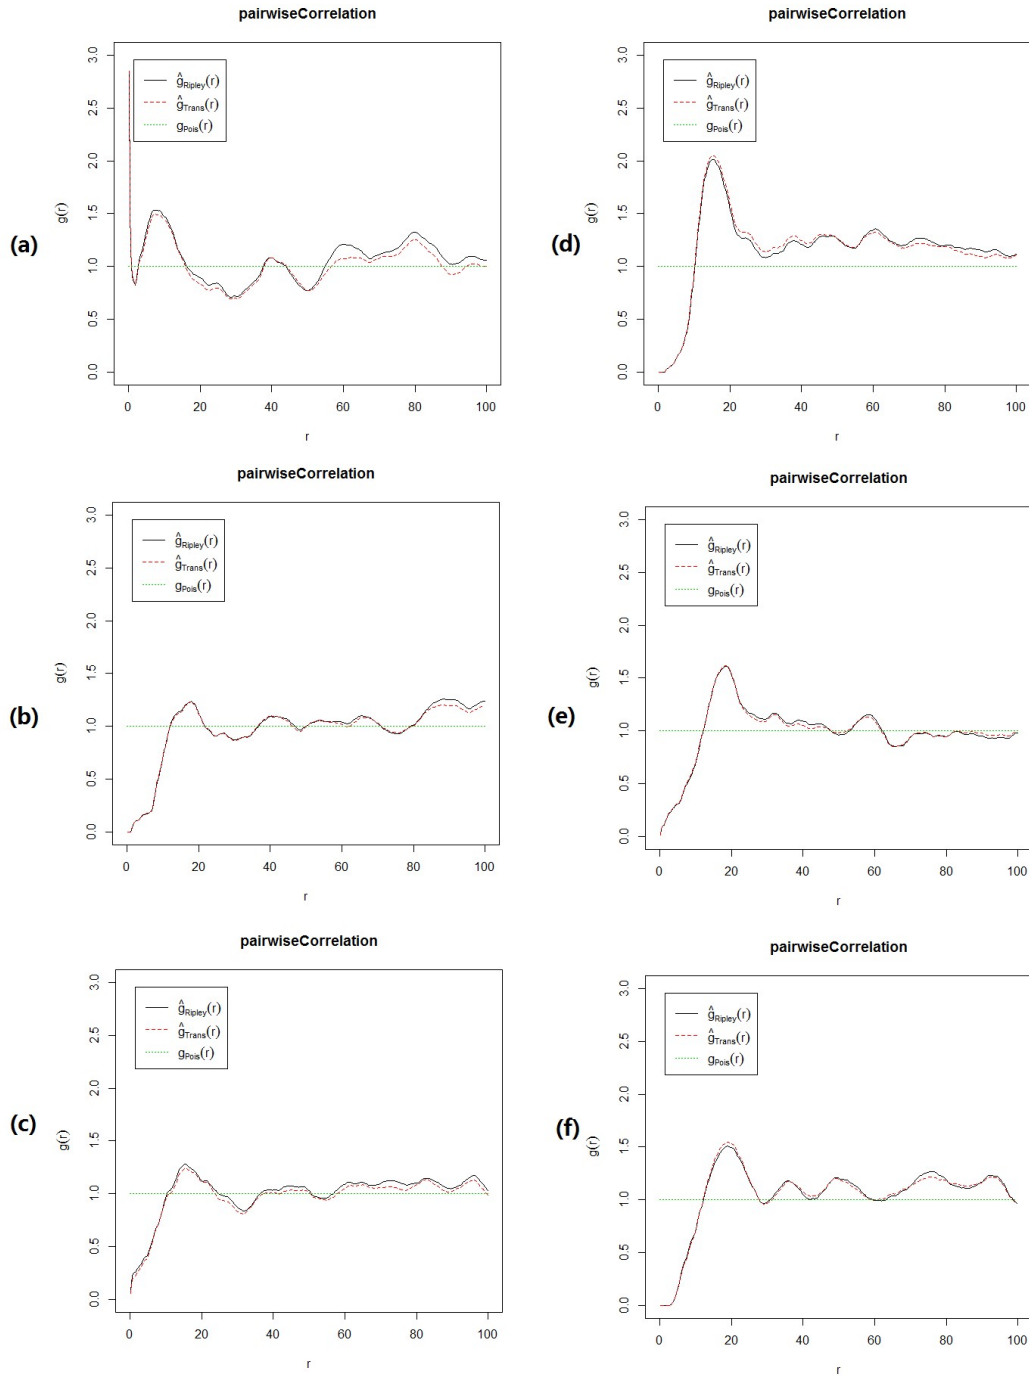 pairwiseCorrelation
(a)
g(r)
3.0
2.5
2.0
1.5
1.0
0.5
0.0
ĝRipley(r)
ĝTrans(r)
gPois(r)
0 20 40 60 80 100
r
pairwiseCorrelation
(d)
g(r)
3.0
2.5
2.0
1.5
1.0
0.5
0.0
ĝRipley(r)
ĝTrans(r)
gPois(r)
0 20 40 60 80 100
r
pairwiseCorrelation
(b)
g(r)
3.0
2.5
2.0
1.5
1.0
0.5
0.0
ĝRipley(r)
ĝTrans(r)
gPois(r)
0 20 40 60 80 100
r
pairwiseCorrelation
(e)
g(r)
3.0
2.5
2.0
1.5
1.0
0.5
0.0
ĝRipley(r)
ĝTrans(r)
gPois(r)
0 20 40 60 80 100
r
pairwiseCorrelation
(c)
g(r)
3.0
2.5
2.0
1.5
1.0
0.5
0.0
ĝRipley(r)
ĝTrans(r)
gPois(r)
0 20 40 60 80 100
r
pairwiseCorrelation
(f)
g(r)
3.0
2.5
2.0
1.5
1.0
0.5
0.0
ĝRipley(r)
ĝTrans(r)
gPois(r)
0 20 40 60 80 100
r